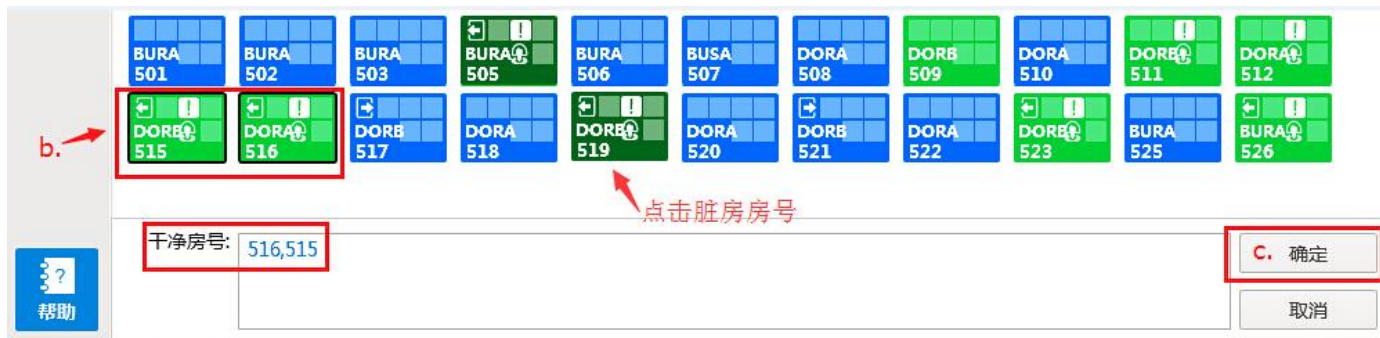 BURA BURA BURA BURA BURA BUSA DORA DORB DORA DORB DORA
501 502 503 505 506 507 508 509 510 511 512
b.
DORB DORA DORB DORA DORB DORA DORB DORA DORB BURA BURA
515 516 517 518 519 520 521 522 523 525 526
点击脏房房号
干净房号: 516,515
C. 确定
?
帮助
取消